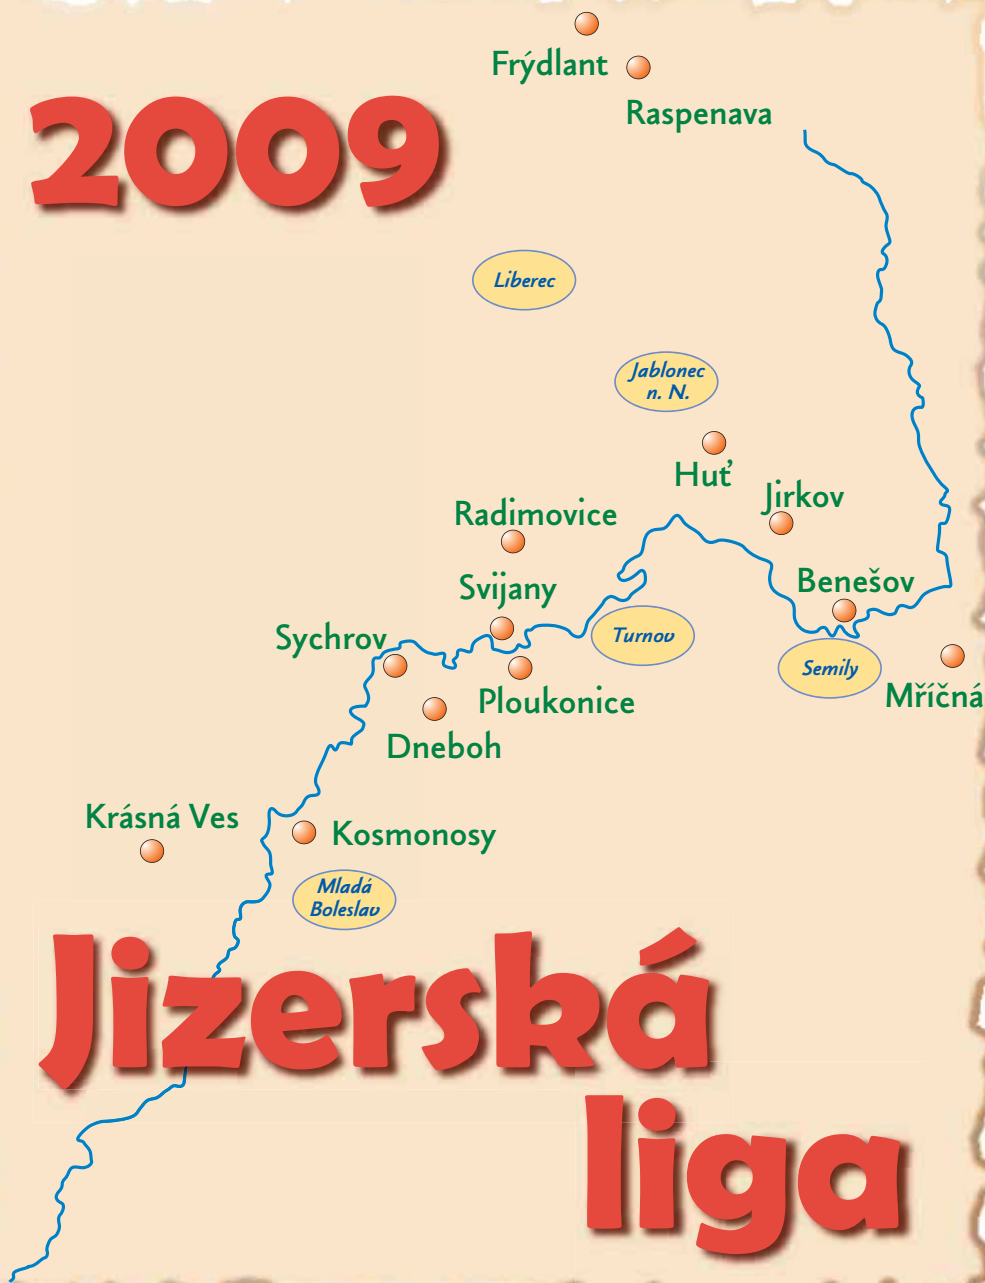 Frýdlant
Raspenava
2009
Liberec
Jablonec
n. N.
Huť
Jirkov
Radimovice
Benešov
Svijany
Sychrov
Turnov
Semily
Mříčná
Ploukonice
Dneboh
Krásná Ves
Kosmonosy
Mladá
Boleslav
Jizerská
liga